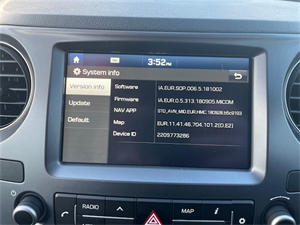 3:52PM
System info
Version info
Update
Default
Software IA.EUR.SOP.006.5.181002
Firmware IA.EUR.0.5.313.180905.MICOM
NAV APP
Map EUR.11.41.46.704.101.2(D.E2)
Device ID 2209773286
RADIO
MAP